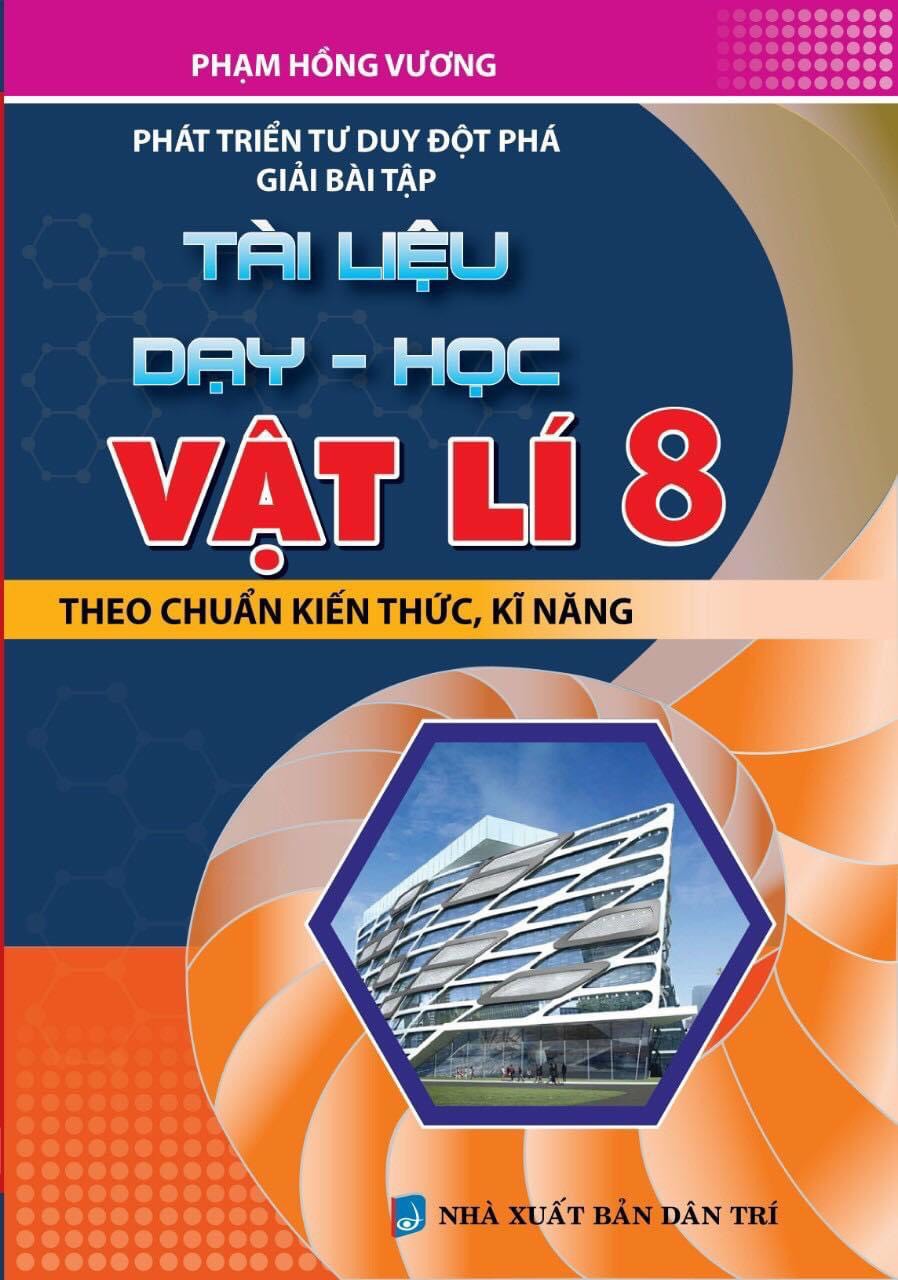 PHẠM HỒNG VƯƠNG
PHÁT TRIỂN TƯ DUY ĐỘT PHÁ
GIẢI BÀI TẬP
TÀI LIỆU
DẠY - HỌC
VẬT LÍ 8
THEO CHUẨN KIẾN THỨC, KĨ NĂNG
NHÀ XUẤT BẢN DÂN TRÍ